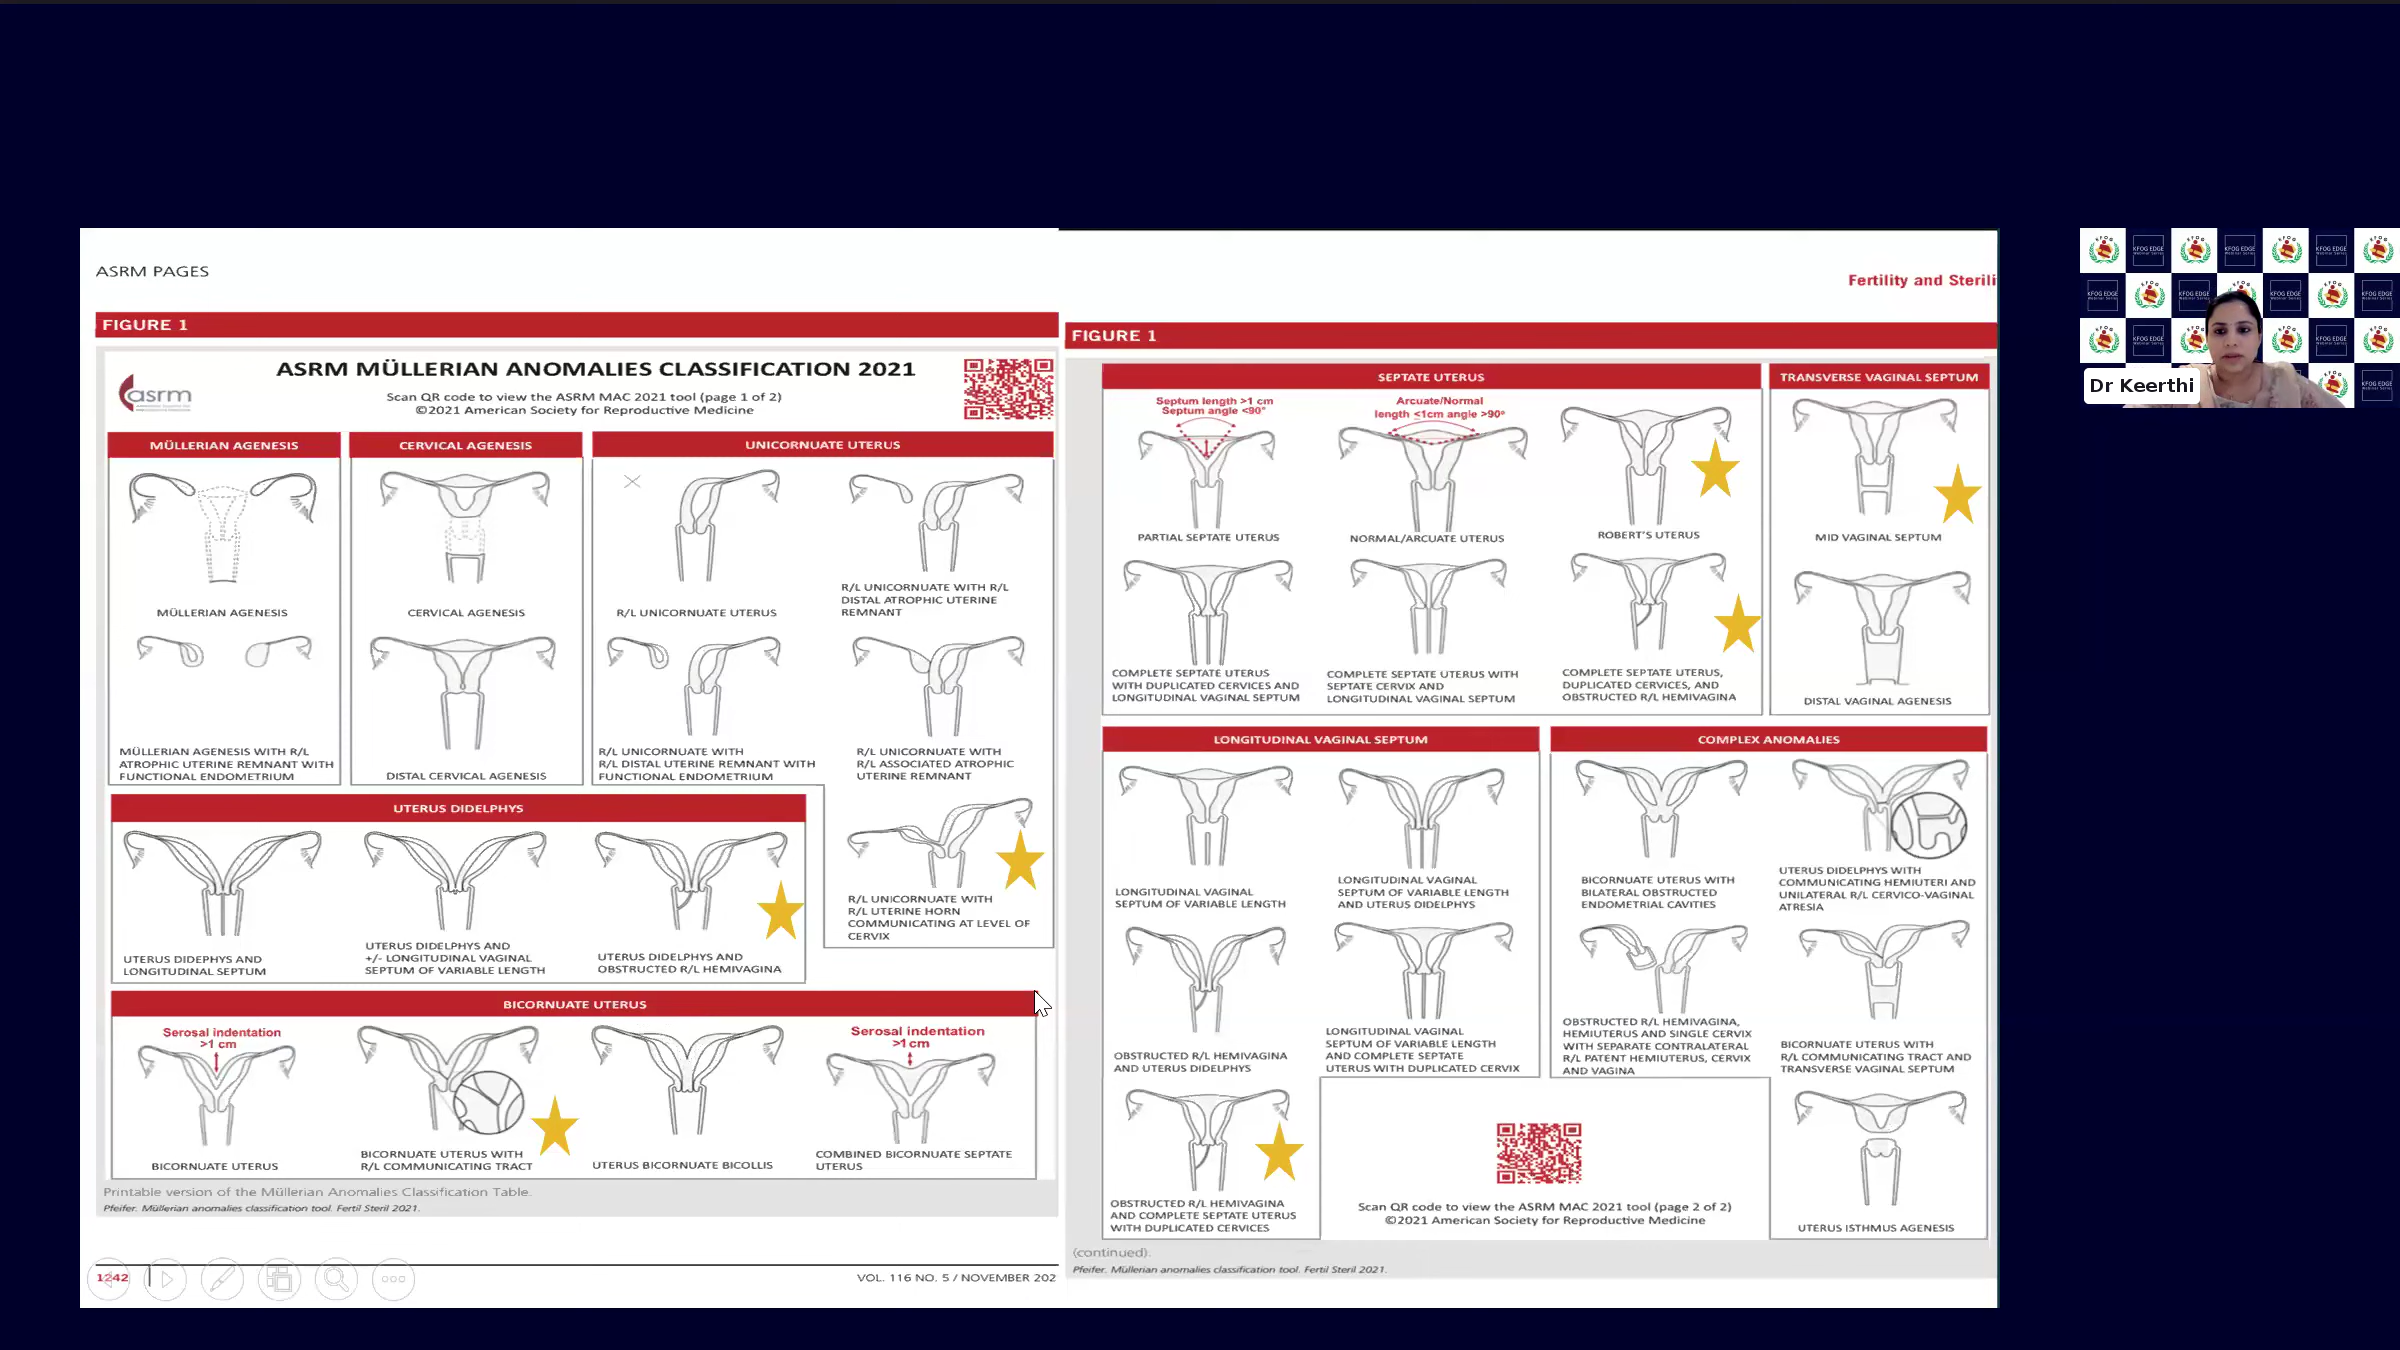 ASRM PAGES
FIGURE 1
asrm
ASRM MÜLLERIAN ANOMALIES CLASSIFICATION 2021
Scan QR code to view the ASRM MAC 2021 tool (page 1 of 2)
©2021 American Society for Reproductive Medicine
MÜLLERIAN AGENESIS
CERVICAL AGENESIS
UNICORNUATE UTERUS
MÜLLERIAN AGENESIS
CERVICAL AGENESIS
R/L UNICORNUATE UTERUS
R/L UNICORNUATE WITH R/L
DISTAL ATROPHIC UTERINE
REMNANT
MÜLLERIAN AGENESIS WITH R/L
ATROPHIC UTERINE REMNANT WITH
FUNCTIONAL ENDOMETRIUM
DISTAL CERVICAL AGENESIS
R/L UNICORNUATE WITH
R/L DISTAL UTERINE REMNANT WITH
FUNCTIONAL ENDOMETRIUM
R/L UNICORNUATE WITH
R/L ASSOCIATED ATROPHIC
UTERINE REMNANT
R/L UNICORNUATE WITH
R/L UTERINE HORN
COMMUNICATING AT LEVEL OF
CERVIX
UTERUS DIDELPHYS
UTERUS DIDEPHYS AND
LONGITUDINAL SEPTUM
UTERUS DIDELPHYS AND
+/- LONGITUDINAL VAGINAL
SEPTUM OF VARIABLE LENGTH
UTERUS DIDELPHYS AND
OBSTRUCTED R/L HEMIVAGINA
BICORNUATE UTERUS
Serosal indentation
>1 cm
BICORNUATE UTERUS
BICORNUATE UTERUS WITH
R/L COMMUNICATING TRACT
UTERUS BICORNUATE BICOLLIS
Serosal indentation
>1 cm
COMBINED BICORNUATE SEPTATE
UTERUS
Printable version of the Müllerian Anomalies Classification Table.
Pfeifer. Müllerian anomalies classification tool. Fertil Steril 2021.
1242
VOL. 116 NO. 5 / NOVEMBER 202
Fertility and Sterili
FIGURE 1
SEPTATE UTERUS
TRANSVERSE VAGINAL SEPTUM
Septum length >1 cm
Septum angle <90°
PARTIAL SEPTATE UTERUS
Arcuate/Normal
length <1cm angle >90°
NORMAL/ARCUATE UTERUS
ROBERT'S UTERUS
MID VAGINAL SEPTUM
COMPLETE SEPTATE UTERUS
WITH DUPLICATED CERVICES AND
LONGITUDINAL VAGINAL SEPTUM
COMPLETE SEPTATE UTERUS WITH
SEPTATE CERVIX AND
LONGITUDINAL VAGINAL SEPTUM
COMPLETE SEPTATE UTERUS,
DUPLICATED CERVICES, AND
OBSTRUCTED R/L HEMIVAGINA
DISTAL VAGINAL AGENESIS
LONGITUDINAL VAGINAL SEPTUM
COMPLEX ANOMALIES
LONGITUDINAL VAGINAL
SEPTUM OF VARIABLE LENGTH
LONGITUDINAL VAGINAL
SEPTUM OF VARIABLE LENGTH
AND UTERUS DIDELPHYS
BICORNUATE UTERUS WITH
BILATERAL OBSTRUCTED
ENDOMETRIAL CAVITIES
UTERUS DIDELPHYS WITH
COMMUNICATING HEMIUTERI AND
UNILATERAL R/L CERVICO-VAGINAL
ATRESIA
OBSTRUCTED R/L HEMIVAGINA
AND UTERUS DIDELPHYS
LONGITUDINAL VAGINAL
SEPTUM OF VARIABLE LENGTH
AND COMPLETE SEPTATE
UTERUS WITH DUPLICATED CERVIX
OBSTRUCTED R/L HEMIVAGINA,
HEMIUTERUS AND SINGLE CERVIX
WITH SEPARATE CONTRALATERAL
R/L PATENT HEMIUTERUS, CERVIX
AND VAGINA
BICORNUATE UTERUS WITH
R/L COMMUNICATING TRACT AND
TRANSVERSE VAGINAL SEPTUM
OBSTRUCTED R/L HEMIVAGINA
AND COMPLETE SEPTATE UTERUS
WITH DUPLICATED CERVICES
Scan QR code to view the ASRM MAC 2021 tool (page 2 of 2)
©2021 American Society for Reproductive Medicine
UTERUS ISTHMUS AGENESIS
(continued).
Pfeifer. Müllerian anomalies classification tool. Fertil Steril 2021.
KFOG EDGE
Dr Keerthi